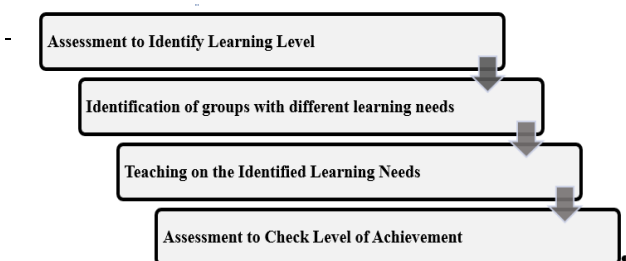 Assessment to Identify Learning Level
Identification of groups with different learning needs
Teaching on the Identified Learning Needs
Assessment to Check Level of Achievement